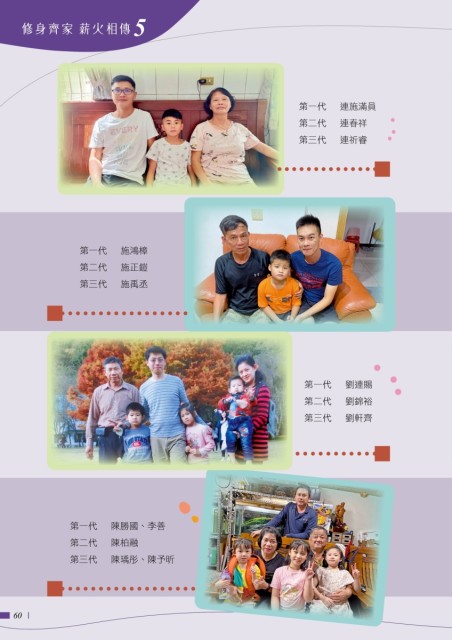 修身齊家 薪火相傳 5
第一代 連施滿員
第二代 連春祥
第三代 連祈睿
第一代 施鴻樟
第二代 施正鎧
第三代 施禹丞
第一代 劉連賜
第二代 劉錦裕
第三代 劉軒齊
第一代 陳勝國、李善
第二代 陳柏融
第三代 陳瑀彤、陳予昕
60